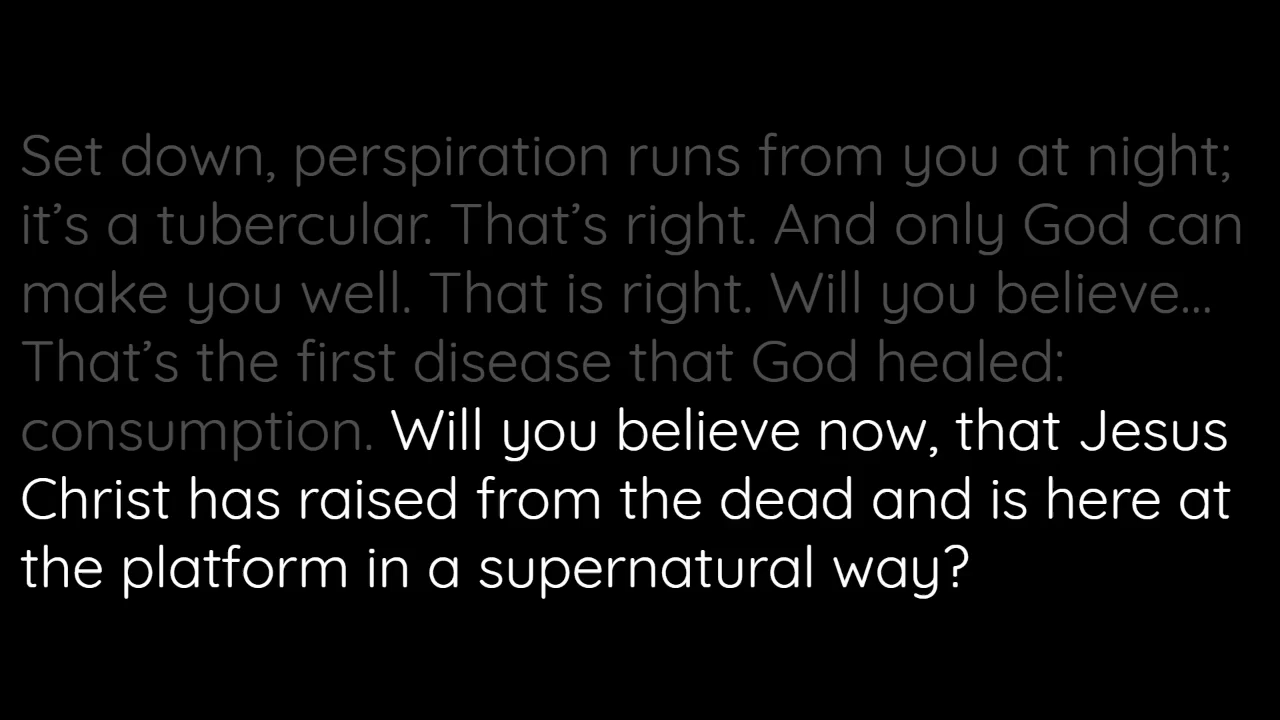 Set down, perspiration runs from you at night;
it’s a tubercular. That’s right. And only God can
make you well. That is right. Will you believe...
That’s the first disease that God healed:
consumption. Will you believe now, that Jesus
Christ has raised from the dead and is here at
the platform in a supernatural way?